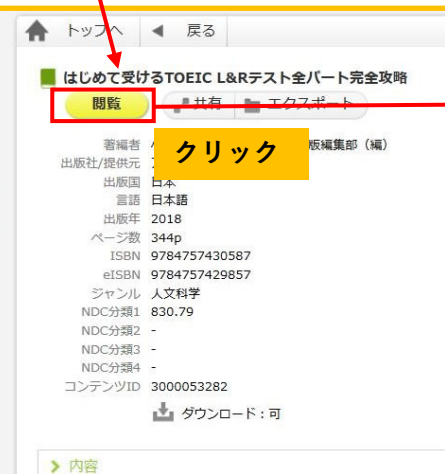 トップへ ◀ 戻る
はじめて受けるTOEIC L&Rテスト全パート完全攻略
閲覧 共有 エクスポート
クリック
著編者 版編集部（編）
出版社/提供元
出版国 日本
言語 日本語
出版年 2018
ページ数 344p
ISBN 9784757430587
eISBN 9784757429857
ジャンル 人文科学
NDC分類1 830.79
NDC分類2 -
NDC分類3 -
NDC分類4 -
コンテンツID 3000053282
ダウンロード：可
内容